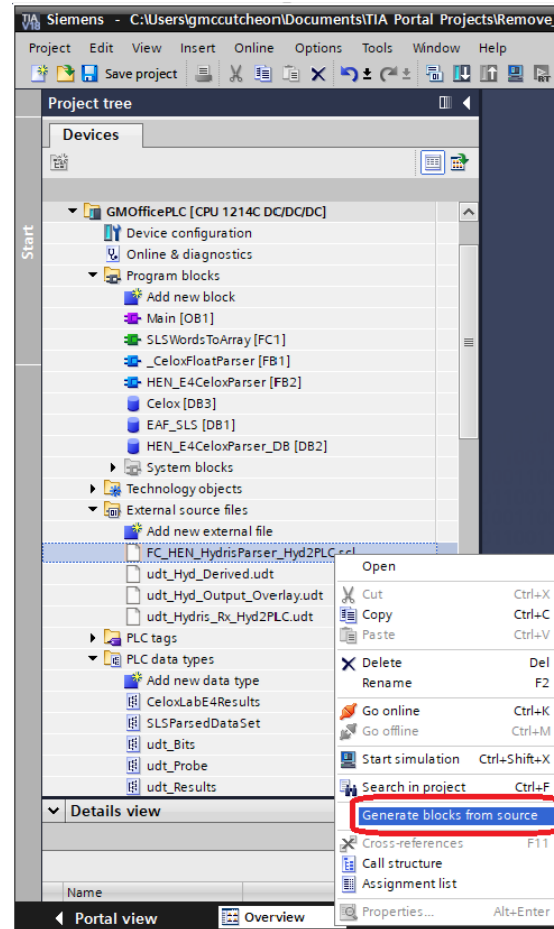 Siemens - C:\Users\gmccutcheon\Documents\TIA Portal Projects\Remove_
Project Edit View Insert Online Options Tools Window Help
Save project
Project tree
Devices
Start
GMOfficePLC [CPU 1214C DC/DC/DC]
Device configuration
Online & diagnostics
Program blocks
Add new block
Main [OB1]
SLSWordsToArray [FC1]
_CeloxFloatParser [FB1]
HEN_E4CeloxParser [FB2]
Celox [DB3]
EAF_SLS [DB1]
HEN_E4CeloxParser_DB [DB2]
System blocks
Technology objects
External source files
Add new external file
FC_HEN_HydrisParser_Hyd2PLC.scl
udt_Hyd_Derived.udt
udt_Hyd_Output_Overlay.udt
udt_Hydris_Rx_Hyd2PLC.udt
PLC tags
PLC data types
Add new data type
CeloxLabE4Results
SLSParsedDataSet
udt_Bits
udt_Probe
udt_Results
Open
Cut Ctrl+X
Copy Ctrl+C
Paste Ctrl+V
Delete Del
Rename F2
Go online Ctrl+K
Go offline Ctrl+M
Start simulation Ctrl+Shift+X
Search in project Ctrl+F
Generate blocks from source
Cross-references F11
Call structure
Assignment list
Properties... Alt+Enter
Details view
Name
Portal view
Overview